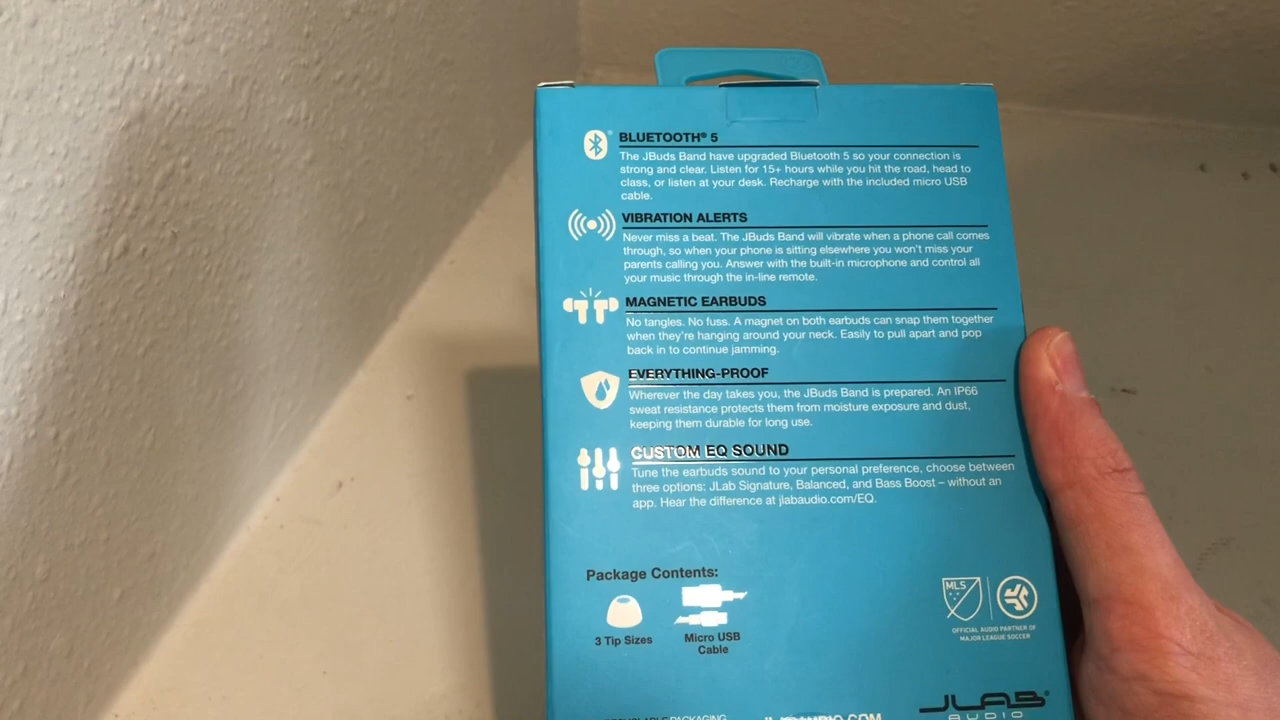 BLUETOOTH® 5
The JBuds Band have upgraded Bluetooth 5 so your connection is
strong and clear. Listen for 15+ hours while you hit the road, head to
class, or listen at your desk. Recharge with the included micro USB
cable.
VIBRATION ALERTS
Never miss a beat. The JBuds Band will vibrate when a phone call comes
through, so when your phone is sitting elsewhere you won't miss your
parents calling you. Answer with the built-in microphone and control all
your music through the in-line remote.
MAGNETIC EARBUDS
No tangles. No fuss. A magnet on both earbuds can snap them together
when they're hanging around your neck. Easily to pull apart and pop
back in to continue jamming.
EVERYTHING-PROOF
Wherever the day takes you, the JBuds Band is prepared. An IP66
sweat resistance protects them from moisture exposure and dust,
keeping them durable for long use.
CUSTOM EQ SOUND
Tune the earbuds sound to your personal preference, choose between
three options: JLab Signature, Balanced, and Bass Boost – without an
app. Hear the difference at jlabaudio.com/EQ.
Package Contents:
3 Tip Sizes
Micro USB
Cable
MLS
OFFICIAL AUDIO PARTNER OF
MAJOR LEAGUE SOCCER
JLAB®
AUDIO
PACKAGING